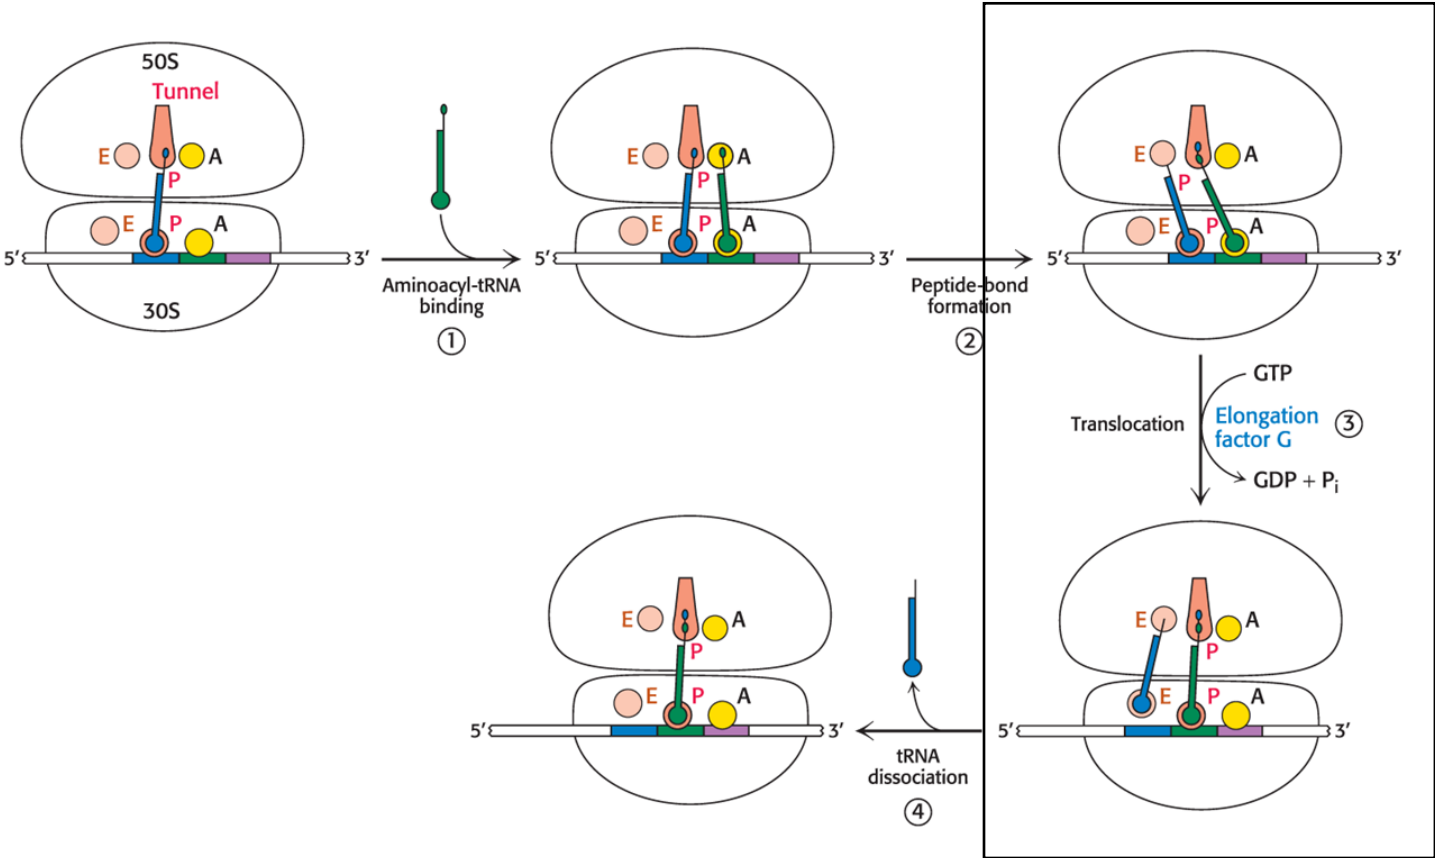 50S
Tunnel
E A
P
E P A
5′ 3′
30S
Aminoacyl-tRNA
binding
1
E A
P
E P A
5′ 3′
Peptide-bond
formation
2
E A
P
E P A
5′ 3′
Translocation
GTP
Elongation
factor G
3
GDP + Pi
E A
P
E P A
5′ 3′
tRNA
dissociation
4
E A
P
E P A
5′ 3′